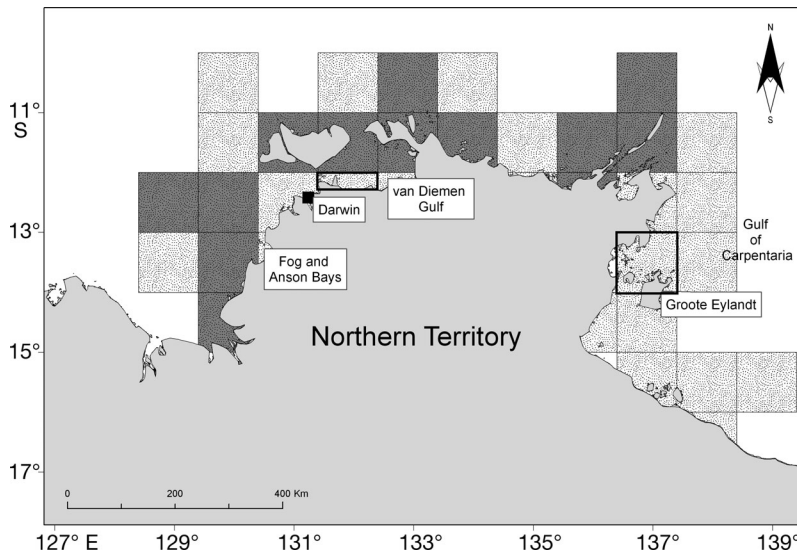 N
S
11°
S
13°
15°
17°
van Diemen
Gulf
Darwin
Fog and
Anson Bays
Gulf
of
Carpentaria
Groote Eylandt
Northern Territory
0 200 400 Km
127° E 129° 131° 133° 135° 137° 139°